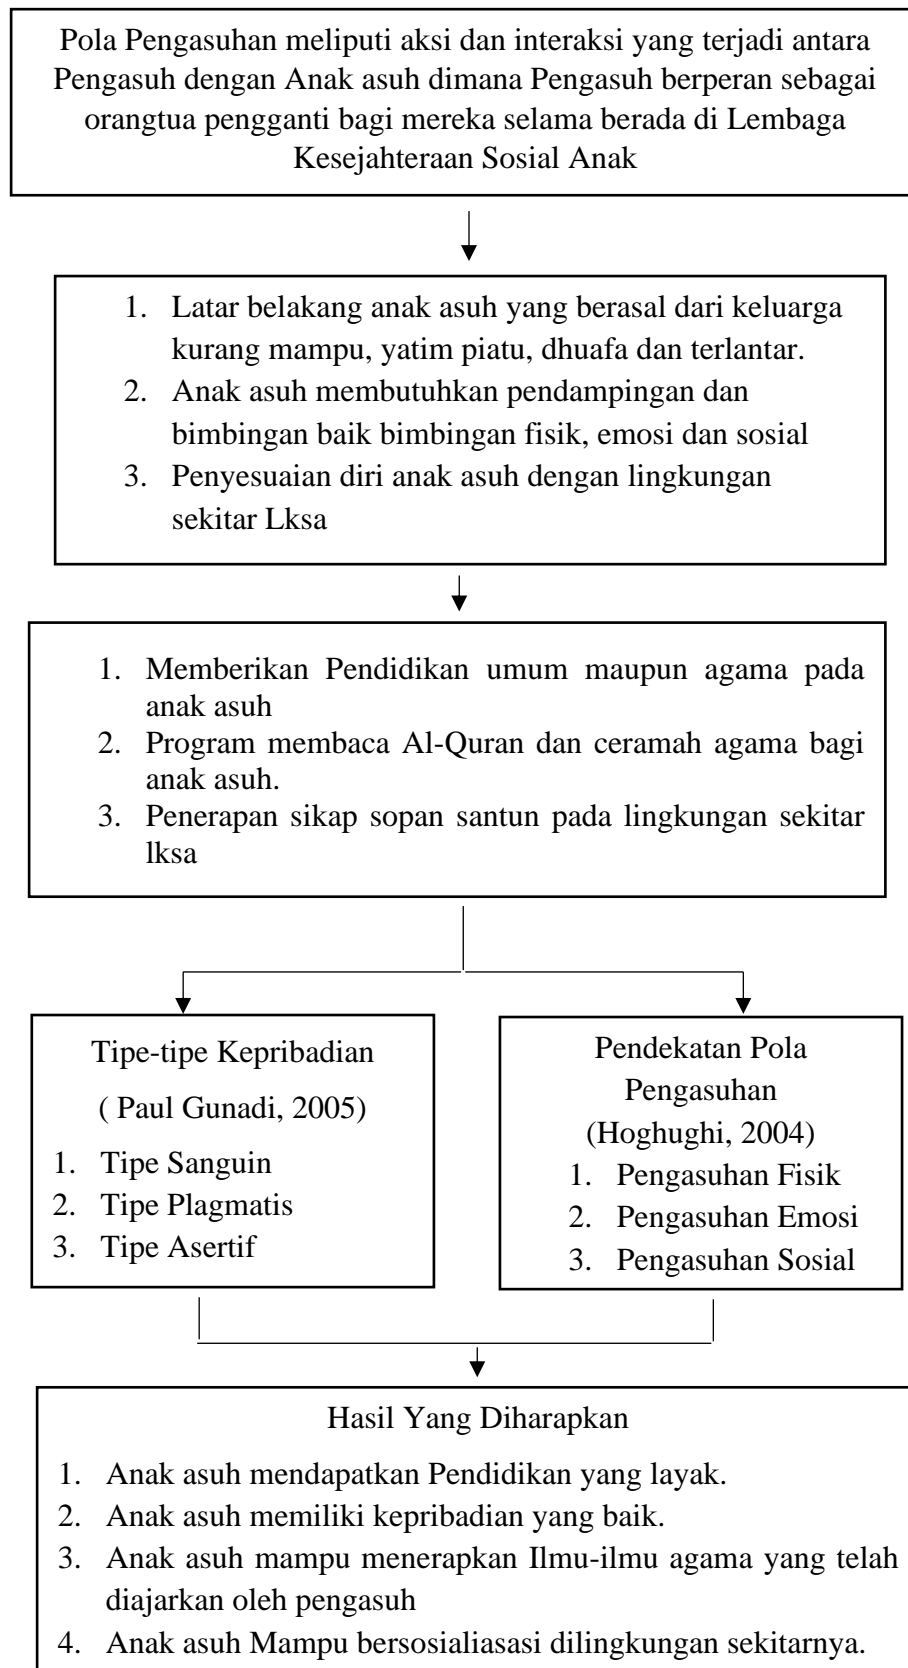 Pola Pengasuhan meliputi aksi dan interaksi yang terjadi antara
Pengasuh dengan Anak asuh dimana Pengasuh berperan sebagai
orangtua pengganti bagi mereka selama berada di Lembaga
Kesejahteraan Sosial Anak
1. Latar belakang anak asuh yang berasal dari keluarga
kurang mampu, yatim piatu, dhuafa dan terlantar.
2. Anak asuh membutuhkan pendampingan dan
bimbingan baik bimbingan fisik, emosi dan sosial
3. Penyesuaian diri anak asuh dengan lingkungan
sekitar Lksa
1. Memberikan Pendidikan umum maupun agama pada
anak asuh
2. Program membaca Al-Quran dan ceramah agama bagi
anak asuh.
3. Penerapan sikap sopan santun pada lingkungan sekitar
lksa
Tipe-tipe Kepribadian
( Paul Gunadi, 2005)
1. Tipe Sanguin
2. Tipe Plagmatis
3. Tipe Asertif
Pendekatan Pola
Pengasuhan
(Hoghughi, 2004)
1. Pengasuhan Fisik
2. Pengasuhan Emosi
3. Pengasuhan Sosial
Hasil Yang Diharapkan
1. Anak asuh mendapatkan Pendidikan yang layak.
2. Anak asuh memiliki kepribadian yang baik.
3. Anak asuh mampu menerapkan Ilmu-ilmu agama yang telah
diajarkan oleh pengasuh
4. Anak asuh Mampu bersosialiasasi dilingkungan sekitarnya.